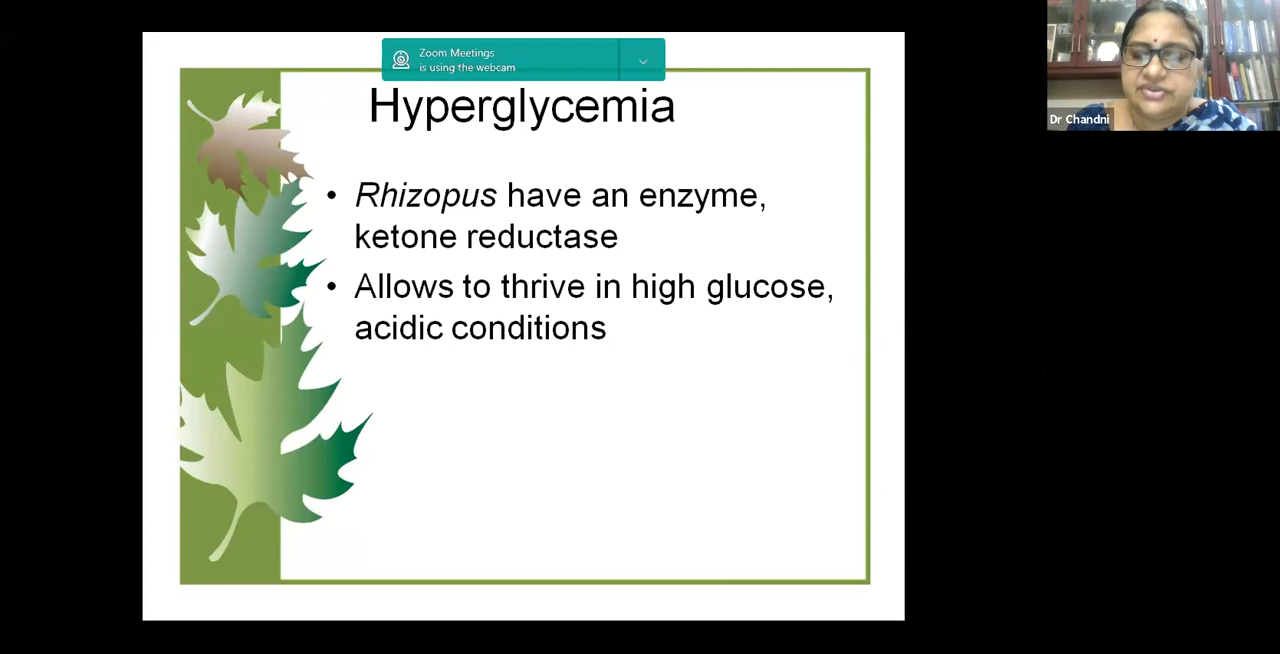 Zoom Meetings
is using the webcam
Dr Chandni
Hyperglycemia
• Rhizopus have an enzyme,
ketone reductase
• Allows to thrive in high glucose,
acidic conditions